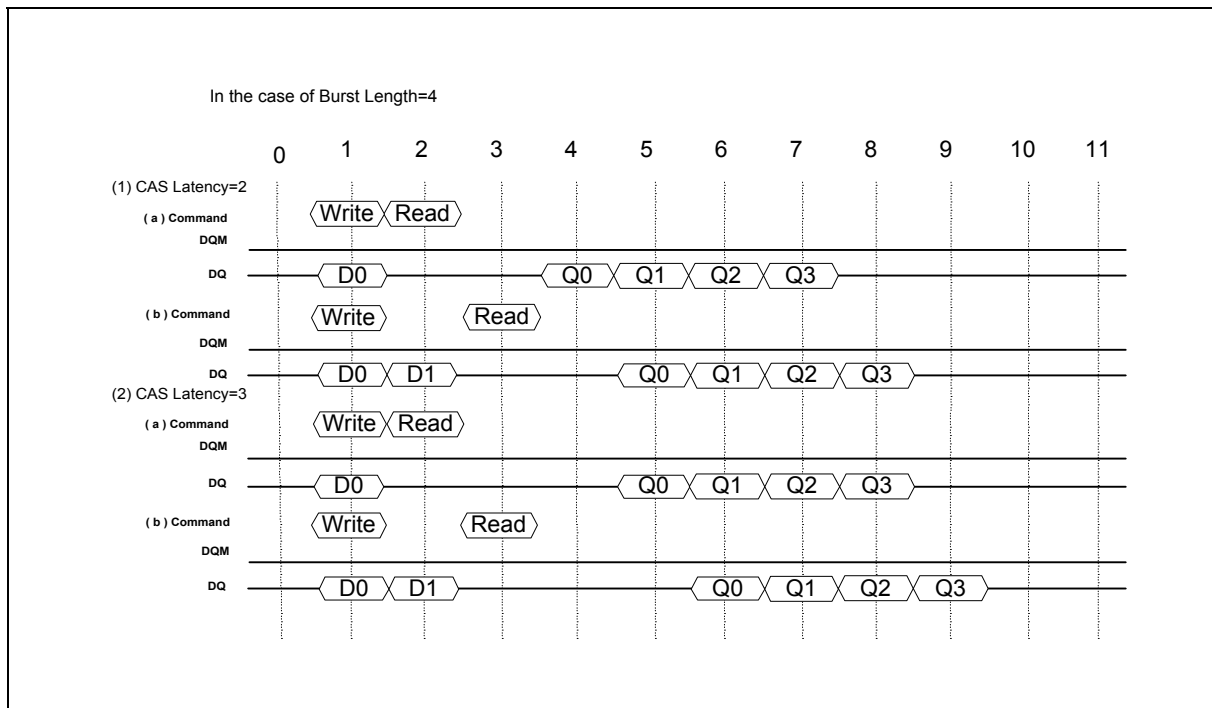 In the case of Burst Length=4
0 1 2 3 4 5 6 7 8 9 10 11
(1) CAS Latency=2
( a ) Command Write Read
DQM
DQ D0 Q0 Q1 Q2 Q3
( b ) Command Write Read
DQM
DQ D0 D1 Q0 Q1 Q2 Q3
(2) CAS Latency=3
( a ) Command Write Read
DQM
DQ D0 Q0 Q1 Q2 Q3
( b ) Command Write Read
DQM
DQ D0 D1 Q0 Q1 Q2 Q3